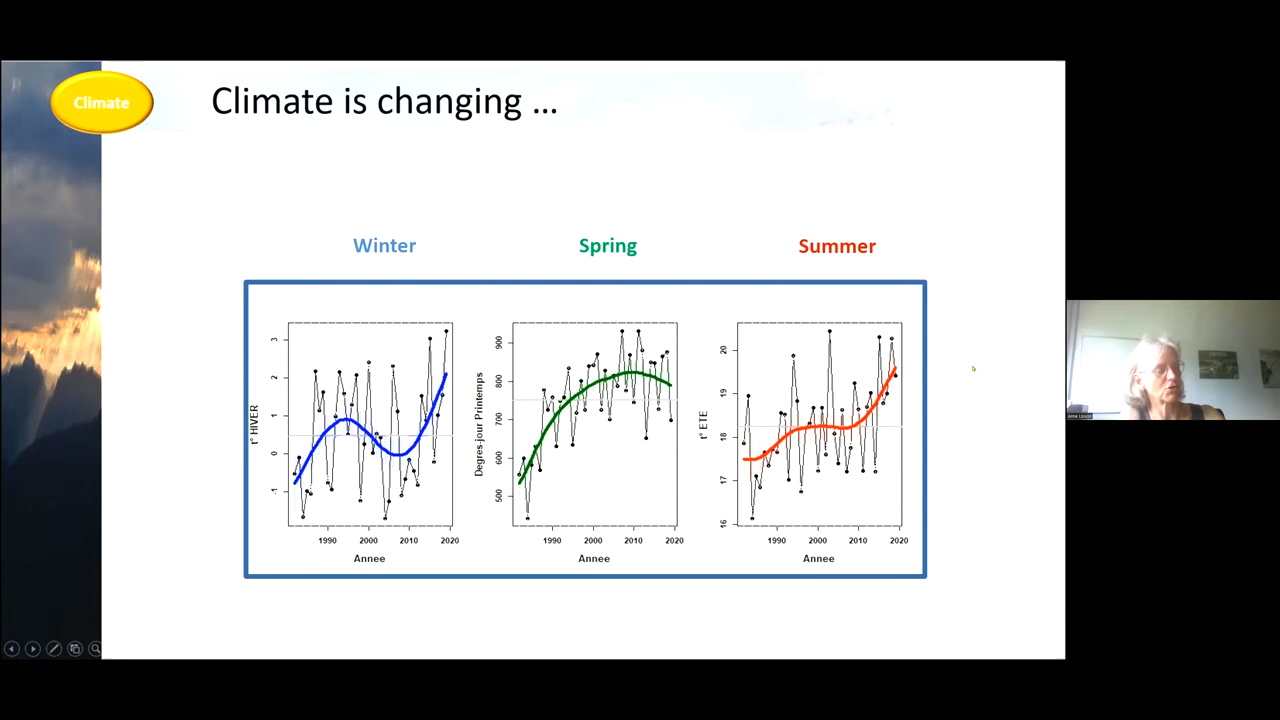 Climate
Climate is changing ...
Winter
Spring
Summer
t° HIVER
-1
0
1
2
3
1990
2000
2010
2020
Annee
Degres-jour Printemps
500
600
700
800
900
1990
2000
2010
2020
Annee
t° ETE
16
17
18
19
20
1990
2000
2010
2020
Annee